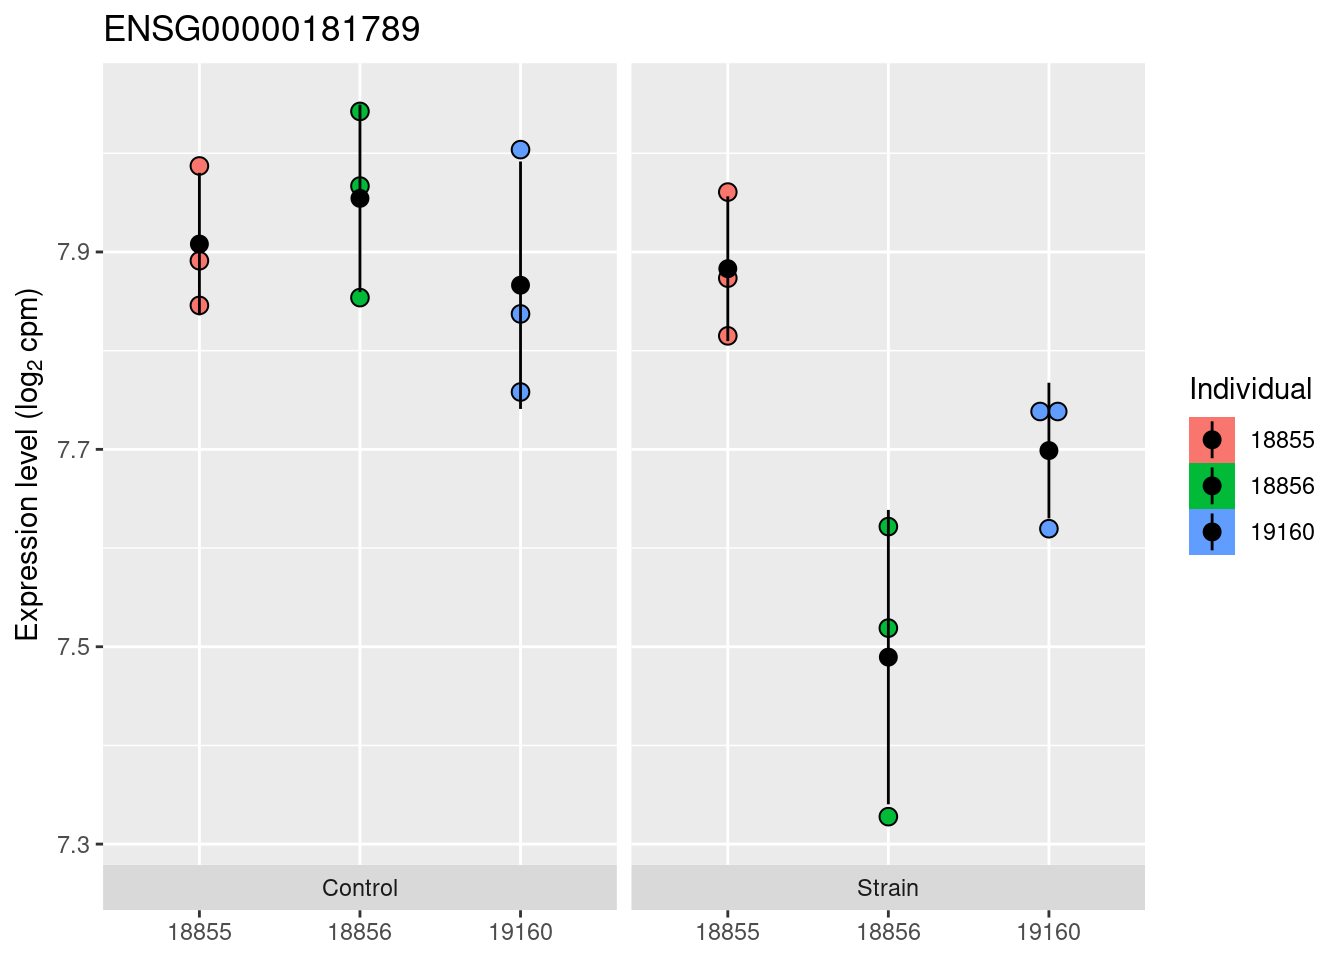 ENSG00000181789
Expression level (log₂ cpm)
7.9
7.7
7.5
7.3
Control
Strain
18855
18856
19160
18855
18856
19160
Individual
18855
18856
19160